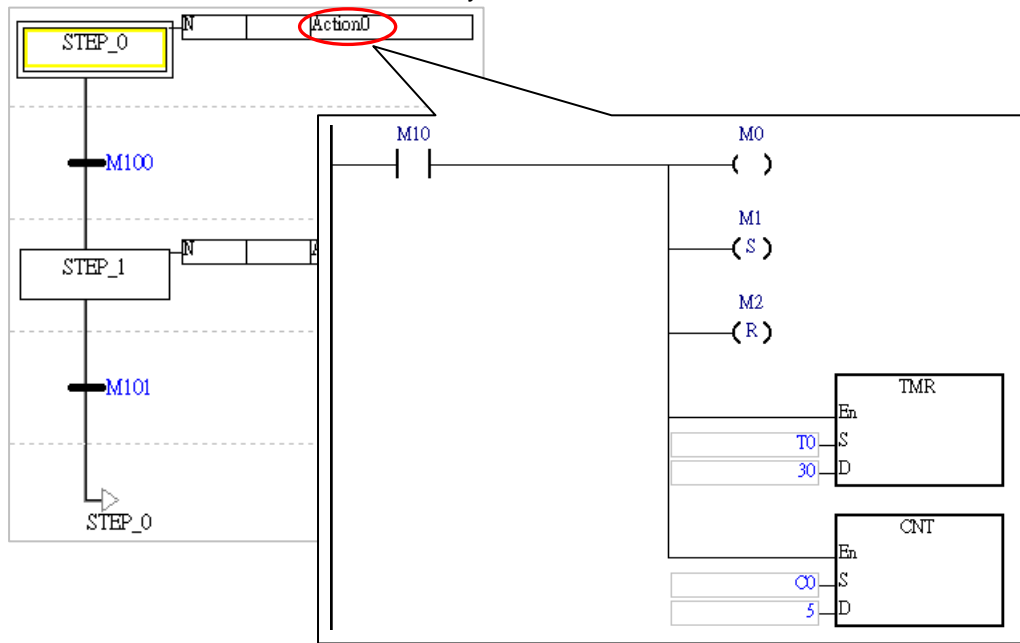 N Action0
STEP_0
M100
N
STEP_1
M101
STEP_0
M10 M0
M1
S
M2
R
TMR
En
T0 S
30 D
CNT
En
C0 S
5 D